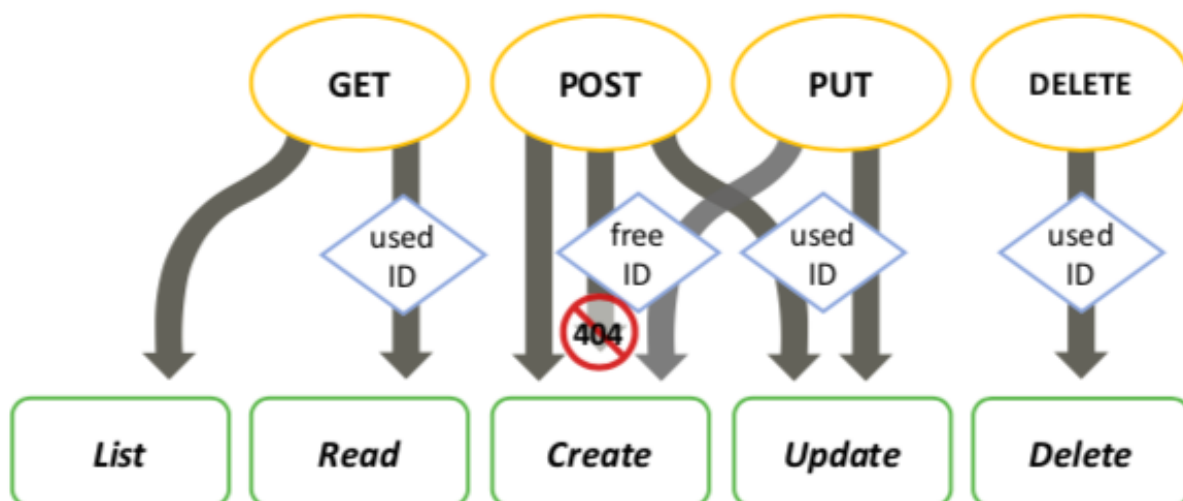 GET
POST
PUT
DELETE
used
ID
free
ID
used
ID
used
ID
404
List
Read
Create
Update
Delete